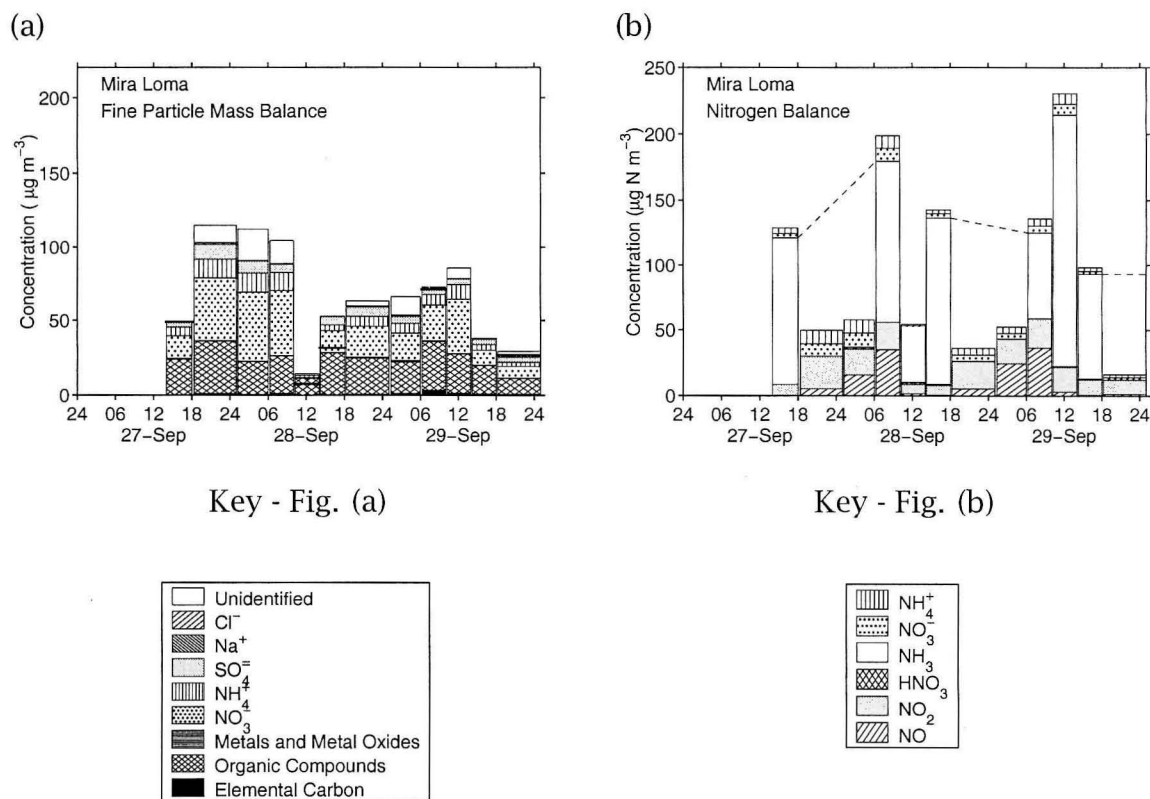 (a)
Mira Loma
Fine Particle Mass Balance
Concentration ( μg m⁻³)
200
150
100
50
0
24 06 12 18 24 06 12 18 24 06 12 18 24
27-Sep 28-Sep 29-Sep
Key - Fig. (a)
Unidentified
Cl⁻
Na⁺
SO₄⁼
NH₄⁺
NO₃⁻
Metals and Metal Oxides
Organic Compounds
Elemental Carbon
(b)
Mira Loma
Nitrogen Balance
Concentration (μg N m⁻³)
250
200
150
100
50
0
24 06 12 18 24 06 12 18 24 06 12 18 24
27-Sep 28-Sep 29-Sep
Key - Fig. (b)
NH₄⁺
NO₃⁻
NH₃
HNO₃
NO₂
NO